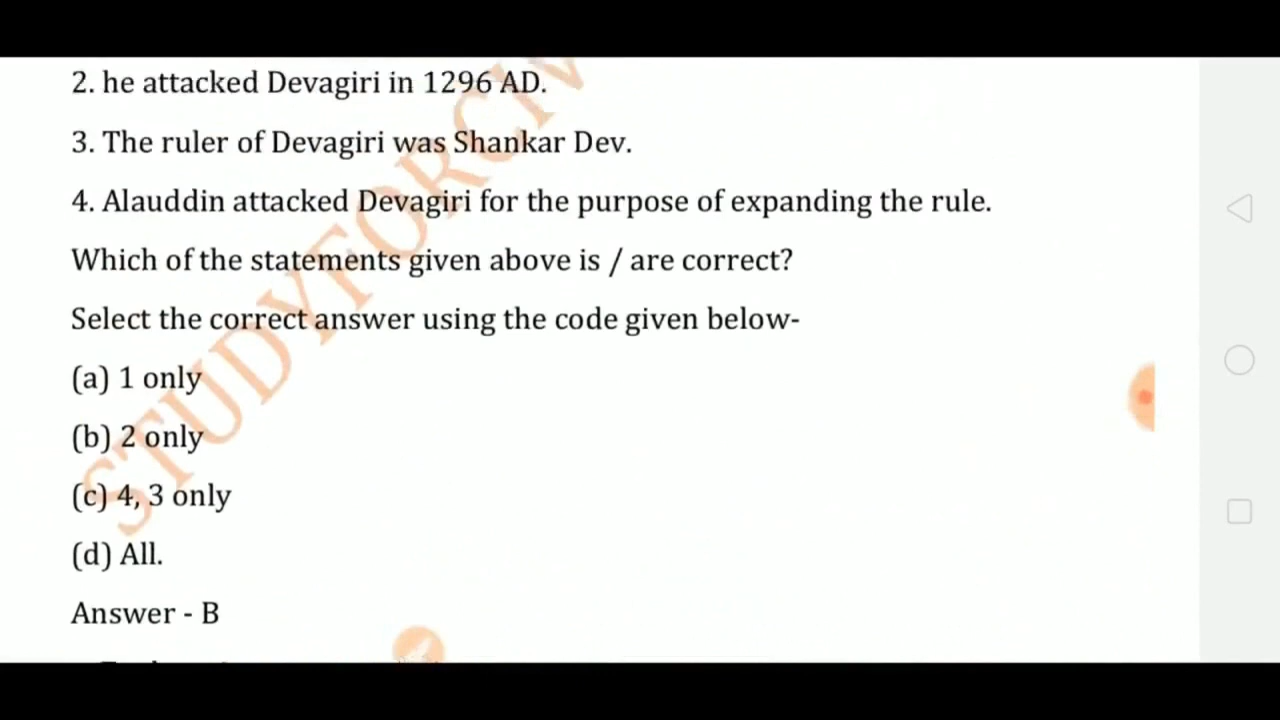 2. he attacked Devagiri in 1296 AD.
3. The ruler of Devagiri was Shankar Dev.
4. Alauddin attacked Devagiri for the purpose of expanding the rule.
Which of the statements given above is / are correct?
Select the correct answer using the code given below-
(a) 1 only
(b) 2 only
(c) 4, 3 only
(d) All.
Answer - B
STUDYFORCIV